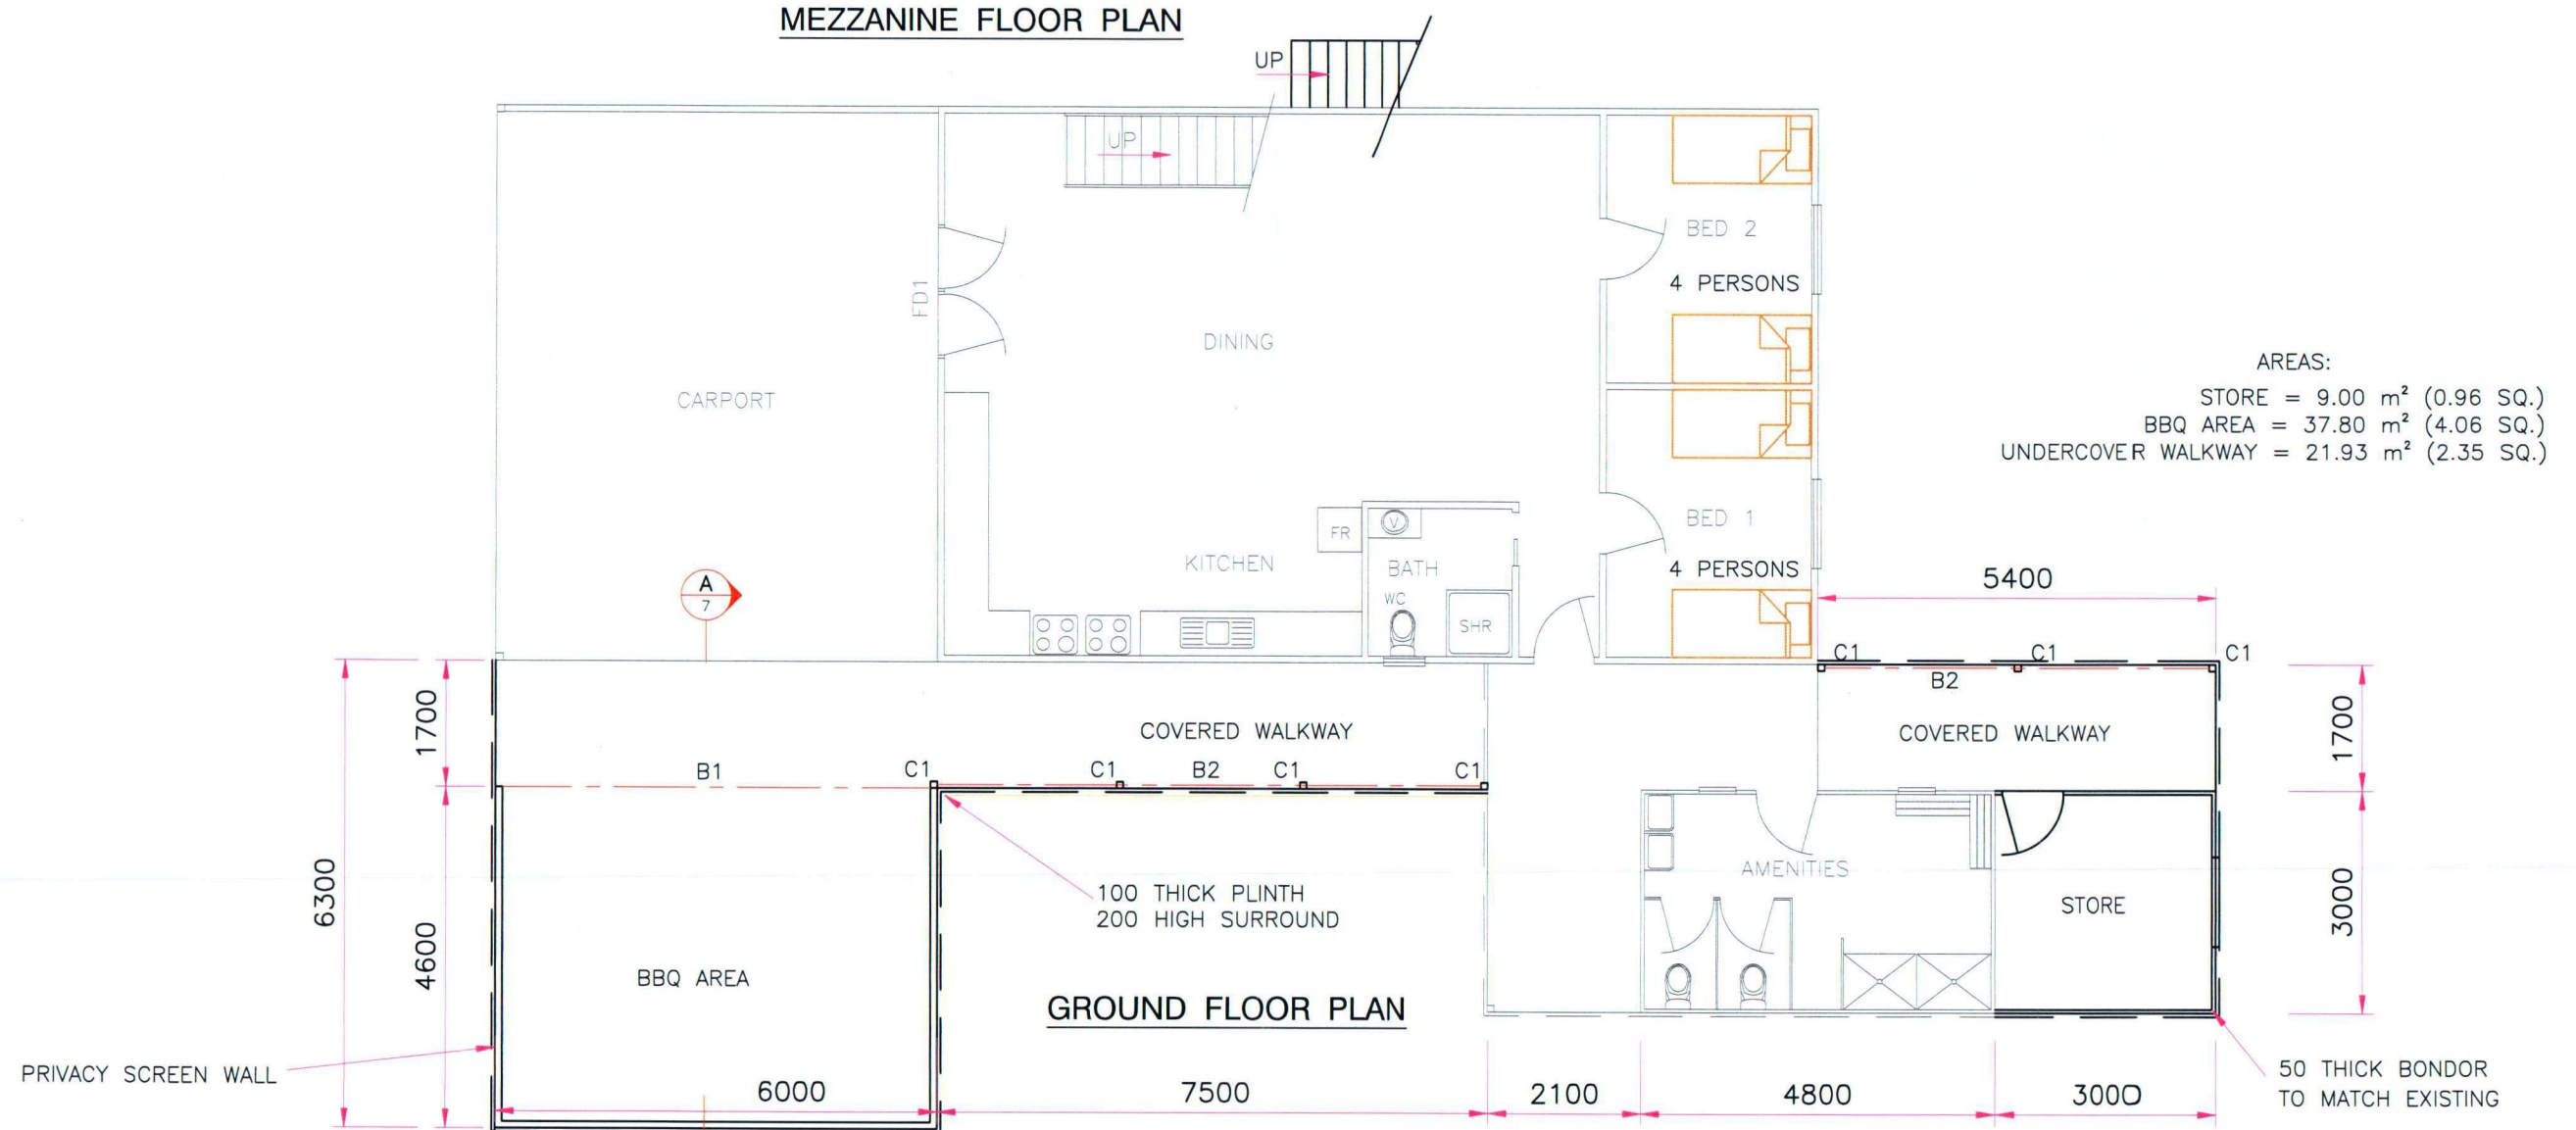 MEZZANINE FLOOR PLAN
UP
UP
BED 2
4 PERSONS
FD1
DINING
CARPORT
AREAS:
STORE = 9.00 m² (0.96 SQ.)
BBQ AREA = 37.80 m² (4.06 SQ.)
UNDERCOVER WALKWAY = 21.93 m² (2.35 SQ.)
FR
V
BED 1
4 PERSONS
KITCHEN
BATH
WC
SHR
A
7
5400
C1
C1
C1
B2
1700
COVERED WALKWAY
COVERED WALKWAY
1700
B1
C1
C1
B2
C1
C1
6300
4600
100 THICK PLINTH
200 HIGH SURROUND
AMENITIES
STORE
3000
BBQ AREA
GROUND FLOOR PLAN
PRIVACY SCREEN WALL
50 THICK BONDOR
TO MATCH EXISTING
6000
7500
2100
4800
3000